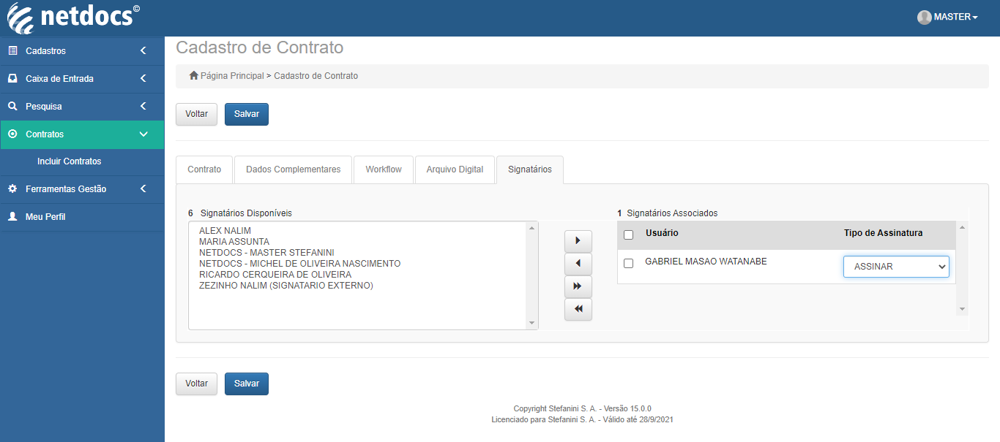 netdocs©
MASTER
Cadastros
Caixa de Entrada
Pesquisa
Contratos
Incluir Contratos
Ferramentas Gestão
Meu Perfil
Cadastro de Contrato
Página Principal > Cadastro de Contrato
Voltar
Salvar
Contrato
Dados Complementares
Workflow
Arquivo Digital
Signatários
6 Signatários Disponíveis
ALEX NALIM
MARIA ASSUNTA
NETDOCS - MASTER STEFANINI
NETDOCS - MICHEL DE OLIVEIRA NASCIMENTO
RICARDO CERQUEIRA DE OLIVEIRA
ZEZINHO NALIM (SIGNATARIO EXTERNO)
1 Signatários Associados
Usuário
Tipo de Assinatura
GABRIEL MASAO WATANABE
ASSINAR
Voltar
Salvar
Copyright Stefanini S. A. - Versão 15.0.0
Licenciado para Stefanini S. A. - Válido até 28/9/2021